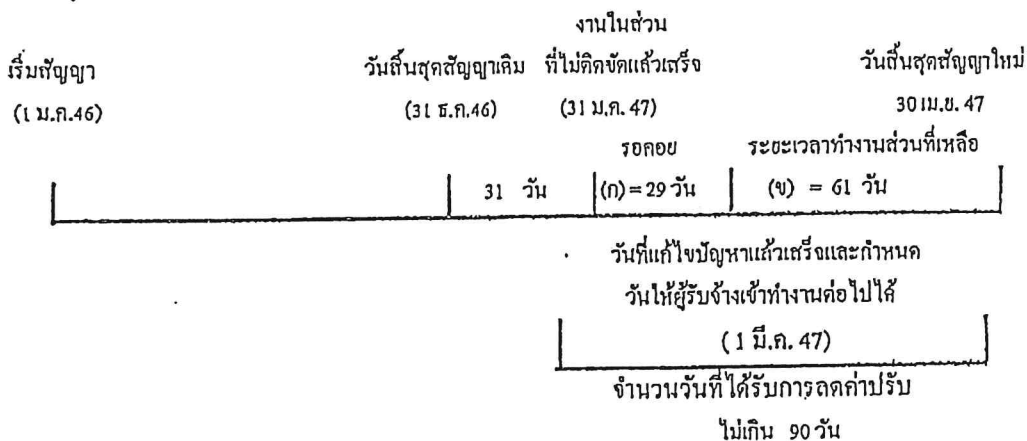 งานในส่วน
เริ่มสัญญา วันสิ้นสุดสัญญาเดิม ที่ไม่ติดขัดแล้วเสร็จ วันสิ้นสุดสัญญาใหม่
(1 ม.ค.46) (31 ธ.ค.46) (31 ม.ค. 47) 30 เม.ย. 47
รอคอย ระยะเวลาทำงานส่วนที่เหลือ
31 วัน (ก) = 29 วัน (ข) = 61 วัน
วันที่แก้ไขปัญหาแล้วเสร็จและกำหนด
วันให้ผู้รับจ้างเข้าทำงานต่อไปได้
(1 มี.ค. 47)
จำนวนวันที่ได้รับการลดค่าปรับ
ไม่เกิน 90 วัน